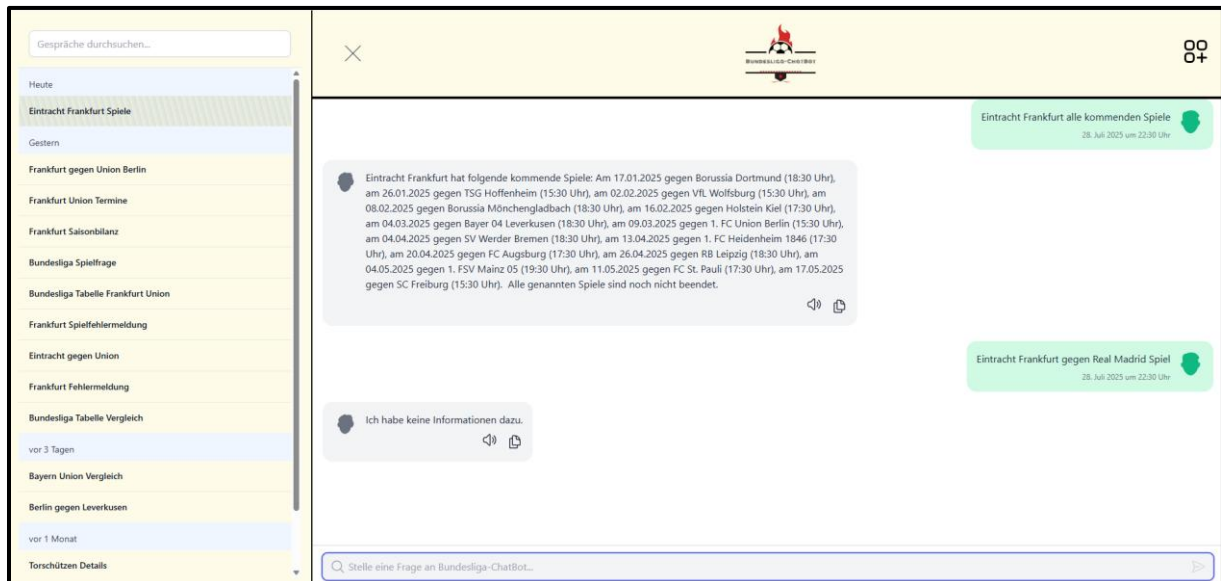 Gespräche durchsuchen...
Heute
Eintracht Frankfurt Spiele
Gestern
Frankfurt gegen Union Berlin
Frankfurt Union Termine
Frankfurt Saisonbilanz
Bundesliga Spielfrage
Bundesliga Tabelle Frankfurt Union
Frankfurt Spielfehlermeldung
Eintracht gegen Union
Frankfurt Fehlermeldung
Bundesliga Tabelle Vergleich
vor 3 Tagen
Bayern Union Vergleich
Berlin gegen Leverkusen
vor 1 Monat
Torschützen Details
Bundesliga-ChatBot
Eintracht Frankfurt alle kommenden Spiele
28. Juli 2025 um 22:30 Uhr
Eintracht Frankfurt hat folgende kommende Spiele: Am 17.01.2025 gegen Borussia Dortmund (18:30 Uhr),
am 26.01.2025 gegen TSG Hoffenheim (15:30 Uhr), am 02.02.2025 gegen VfL Wolfsburg (15:30 Uhr), am
08.02.2025 gegen Borussia Mönchengladbach (18:30 Uhr), am 16.02.2025 gegen Holstein Kiel (17:30 Uhr),
am 04.03.2025 gegen Bayer 04 Leverkusen (18:30 Uhr), am 09.03.2025 gegen 1. FC Union Berlin (15:30 Uhr),
am 04.04.2025 gegen SV Werder Bremen (18:30 Uhr), am 13.04.2025 gegen 1. FC Heidenheim 1846 (17:30
Uhr), am 20.04.2025 gegen FC Augsburg (17:30 Uhr), am 26.04.2025 gegen RB Leipzig (18:30 Uhr), am
04.05.2025 gegen 1. FSV Mainz 05 (19:30 Uhr), am 11.05.2025 gegen FC St. Pauli (17:30 Uhr), am 17.05.2025
gegen SC Freiburg (15:30 Uhr). Alle genannten Spiele sind noch nicht beendet.
Eintracht Frankfurt gegen Real Madrid Spiel
28. Juli 2025 um 22:30 Uhr
Ich habe keine Informationen dazu.
Stelle eine Frage an Bundesliga-ChatBot...